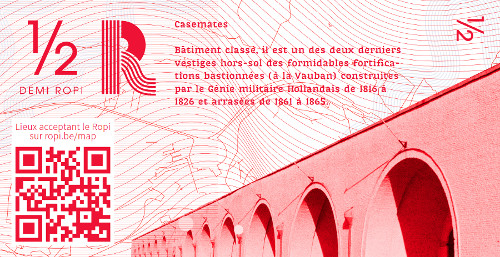 1/2
R
DEMI ROPI
Lieux acceptant le Ropi
sur ropi.be/map
Casemates
Bâtiment classé, il est un des deux derniers
vestiges hors-sol des formidables fortifica-
tions bastionnées (à la Vauban) construites
par le Génie militaire Hollandais de 1816 à
1826 et arrasées de 1861 à 1865.
1/2